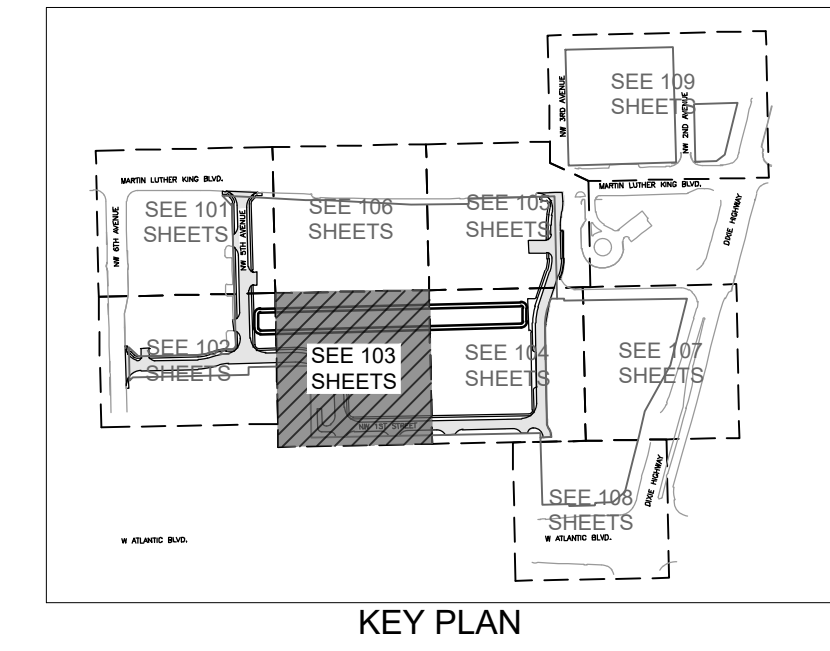 SEE 109
SHEETS
NW 3RD AVENUE
NW 2ND AVENUE
MARTIN LUTHER KING BLVD.
MARTIN LUTHER KING BLVD.
SEE 101
SHEETS
SEE 106
SHEETS
SEE 105
SHEETS
NW 6TH AVENUE
NW 5TH AVENUE
DIXIE HIGHWAY
SEE 102
SHEETS
SEE 103
SHEETS
SEE 104
SHEETS
SEE 107
SHEETS
NW 1ST STREET
DIXIE HIGHWAY
SEE 108
SHEETS
W ATLANTIC BLVD.
W ATLANTIC BLVD.
KEY PLAN